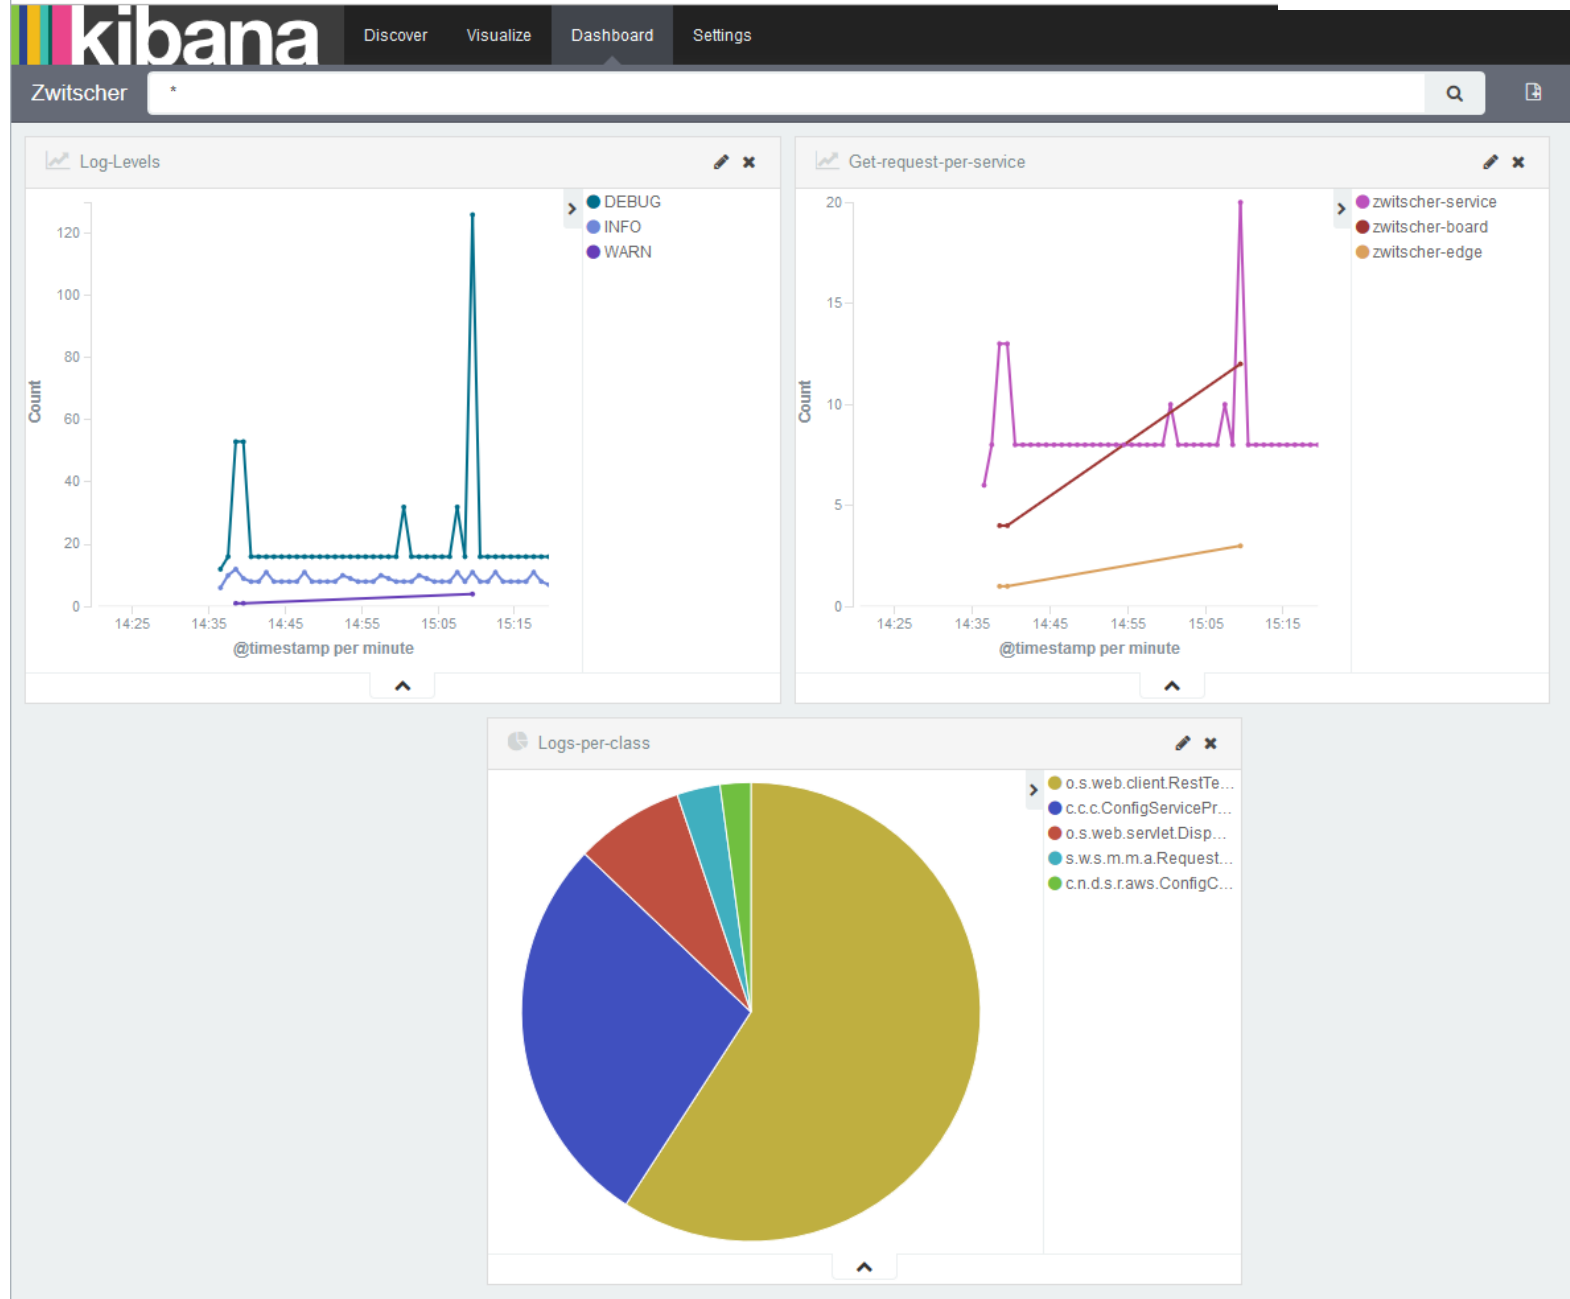 kibana
Discover Visualize Dashboard Settings
Zwitscher *
Log-Levels
DEBUG
INFO
WARN
120
100
80
60
40
20
0
Count
14:25 14:35 14:45 14:55 15:05 15:15
@timestamp per minute
Get-request-per-service
zwitscher-service
zwitscher-board
zwitscher-edge
20
15
10
5
0
Count
14:25 14:35 14:45 14:55 15:05 15:15
@timestamp per minute
Logs-per-class
o.s.web.client.RestTe...
c.c.c.ConfigServicePr...
o.s.web.servlet.Disp...
s.w.s.m.m.a.Request...
c.n.d.s.r.aws.ConfigC...